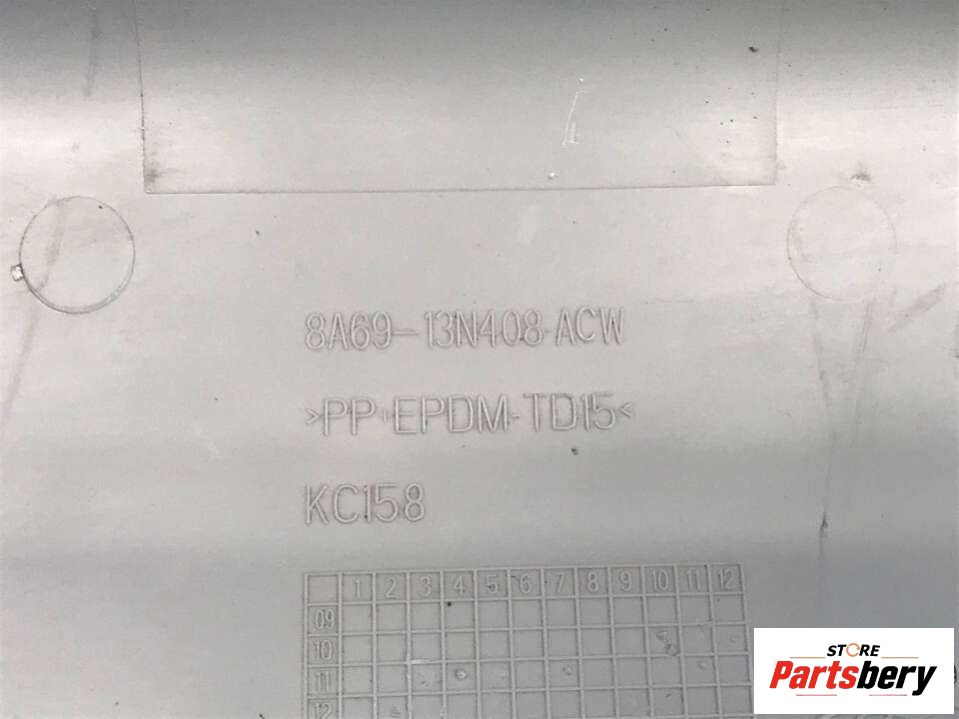 8A69-13N408-ACW
>PP+EPDM-TD15<
KC158
1 2 3 4 5 6 7 8 9 10 11 12
09
10
11
12
STORE
Partsbery